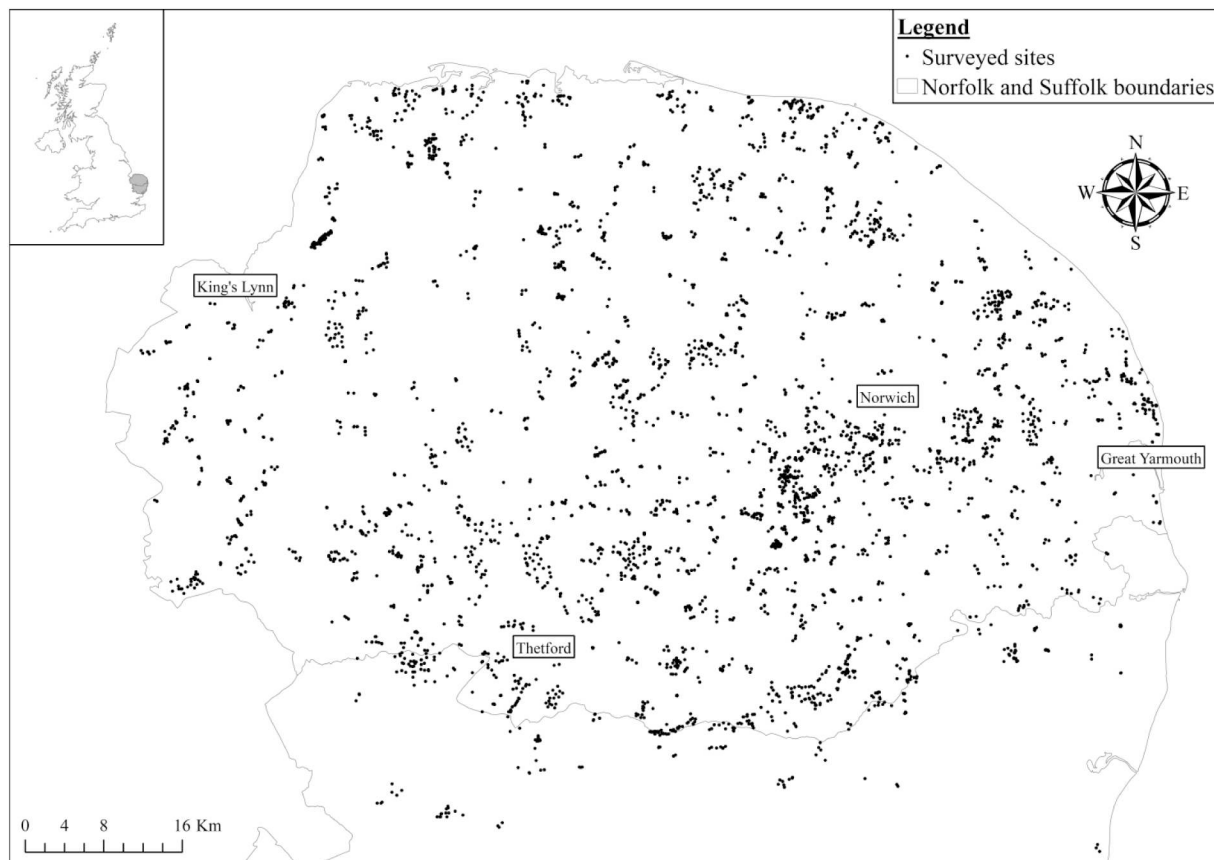 Legend
Surveyed sites
Norfolk and Suffolk boundaries
N
W E
S
King's Lynn
Norwich
Great Yarmouth
Thetford
0 4 8 16 Km